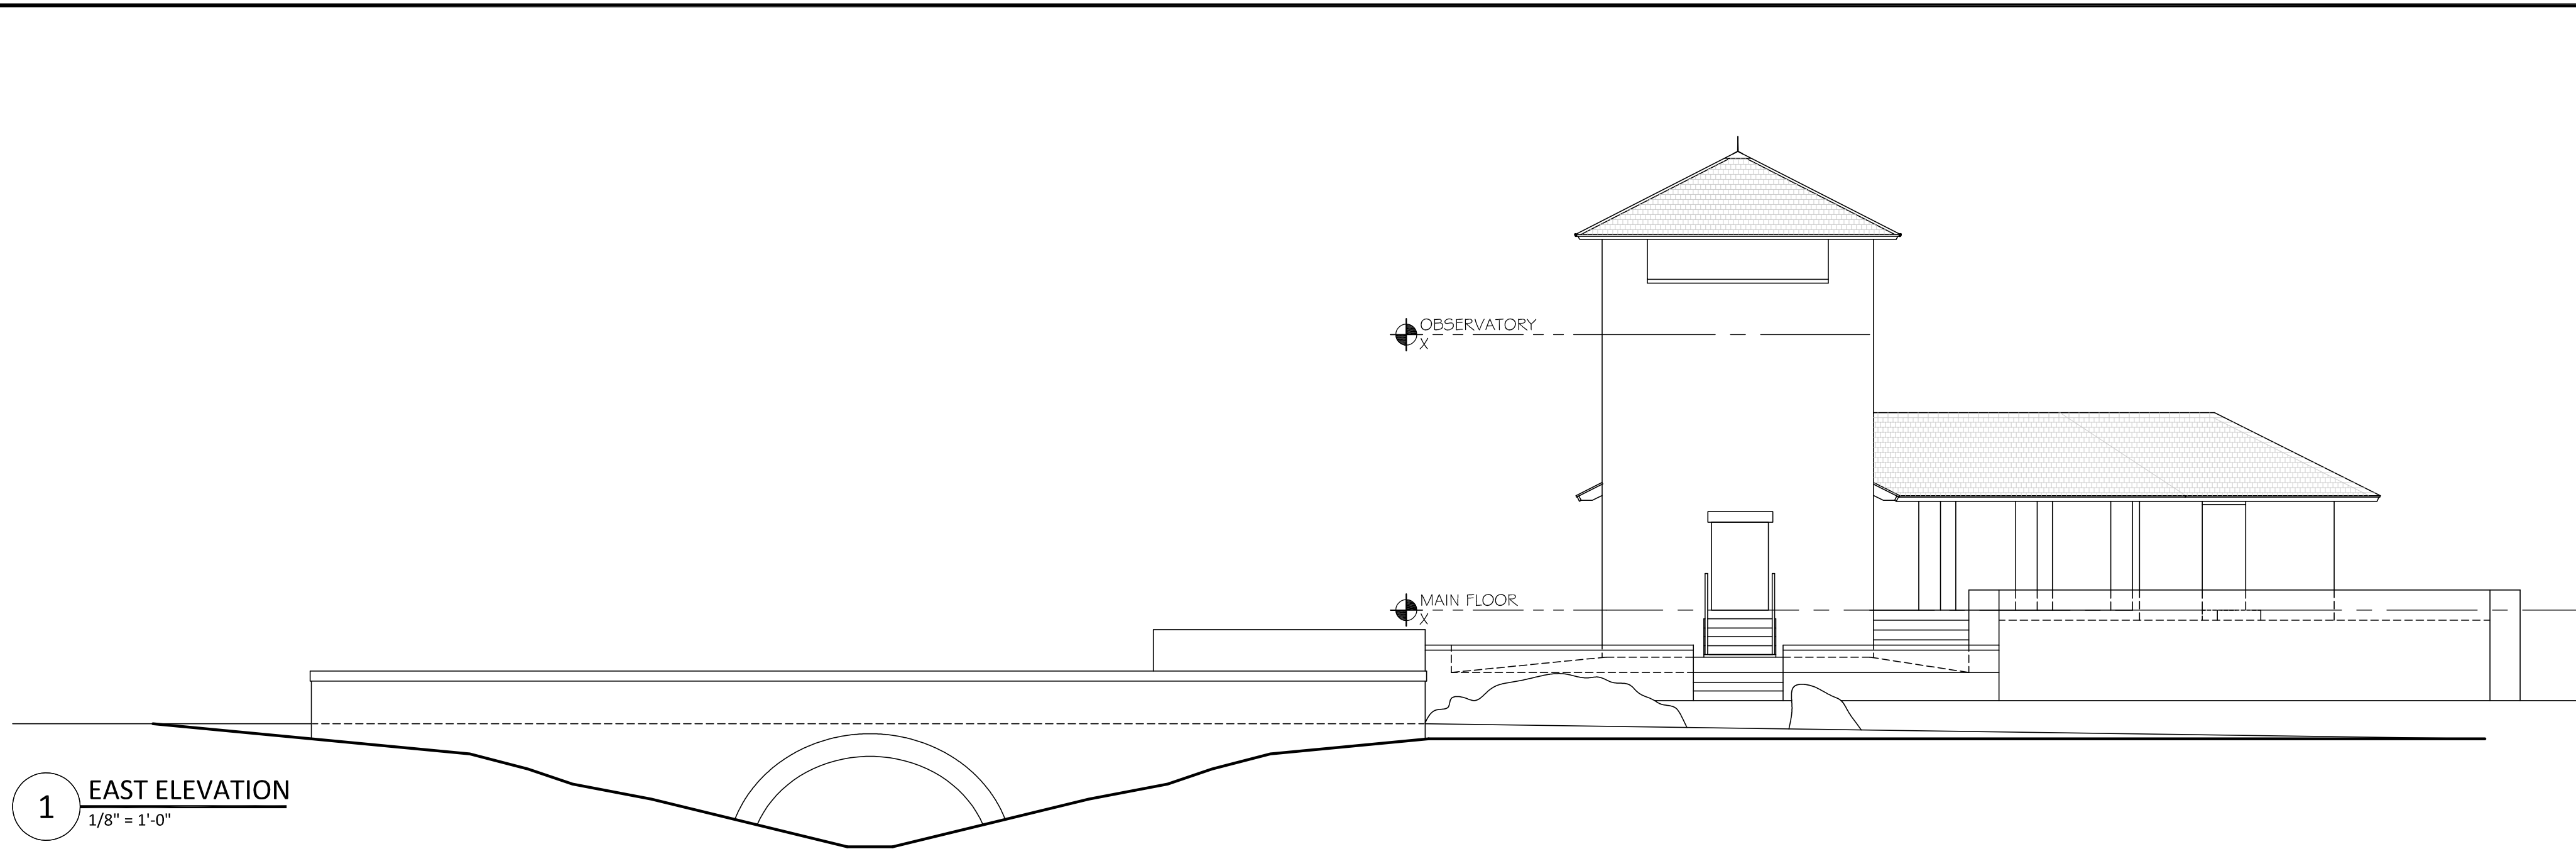 OBSERVATORY
X
MAIN FLOOR
X
1
EAST ELEVATION
1/8" = 1'-0"